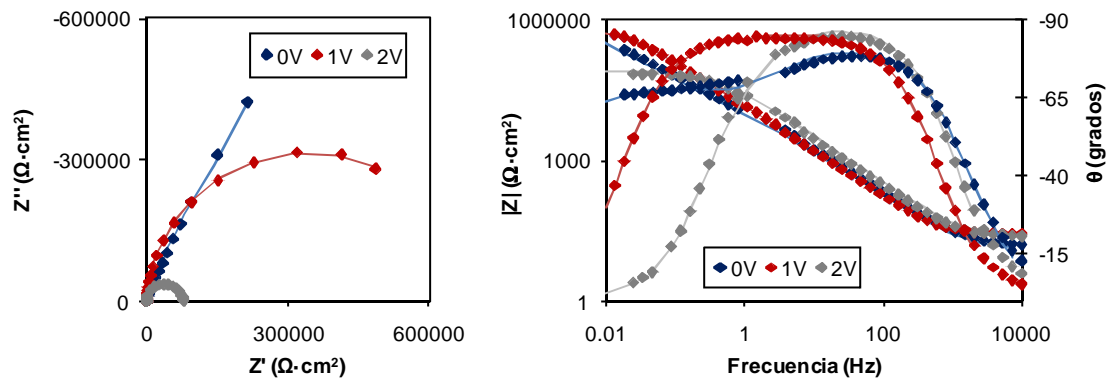 -600000
-300000
0
0V 1V 2V
Z'' (Ω·cm²)
0 300000 600000
Z' (Ω·cm²)
1000000
1000
1
|Z| (Ω·cm²)
-90
-65
-40
-15
θ (grados)
0V 1V 2V
0.01 1 100 10000
Frecuencia (Hz)